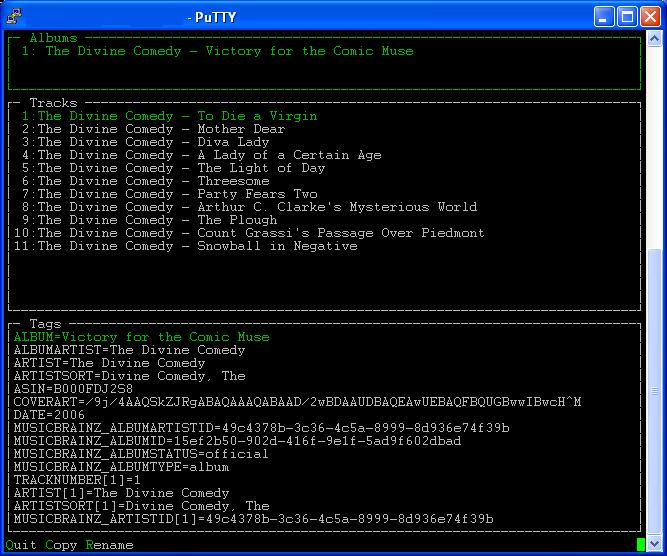 - PuTTY
Albums
1: The Divine Comedy - Victory for the Comic Muse
Tracks
1:The Divine Comedy - To Die a Virgin
2:The Divine Comedy - Mother Dear
3:The Divine Comedy - Diva Lady
4:The Divine Comedy - A Lady of a Certain Age
5:The Divine Comedy - The Light of Day
6:The Divine Comedy - Threesome
7:The Divine Comedy - Party Fears Two
8:The Divine Comedy - Arthur C. Clarke's Mysterious World
9:The Divine Comedy - The Plough
10:The Divine Comedy - Count Grassi's Passage Over Piedmont
11:The Divine Comedy - Snowball in Negative
Tags
ALBUM=Victory for the Comic Muse
ALBUMARTIST=The Divine Comedy
ARTIST=The Divine Comedy
ARTISTSORT=Divine Comedy, The
ASIN=B000FDJ2S8
COVERART=/9j/4AAQSkZJRgABAQAAAQABAAD/2wBDAAUDBAQEAwUEBAQFBQUGBwwIBwcH^M
DATE=2006
MUSICBRAINZ_ALBUMARTISTID=49c4378b-3c36-4c5a-8999-8d936e74f39b
MUSICBRAINZ_ALBUMID=15ef2b50-902d-416f-9e1f-5ad9f602dbad
MUSICBRAINZ_ALBUMSTATUS=official
MUSICBRAINZ_ALBUMTYPE=album
TRACKNUMBER[1]=1
ARTIST[1]=The Divine Comedy
ARTISTSORT[1]=Divine Comedy, The
MUSICBRAINZ_ARTISTID[1]=49c4378b-3c36-4c5a-8999-8d936e74f39b
Quit Copy Rename